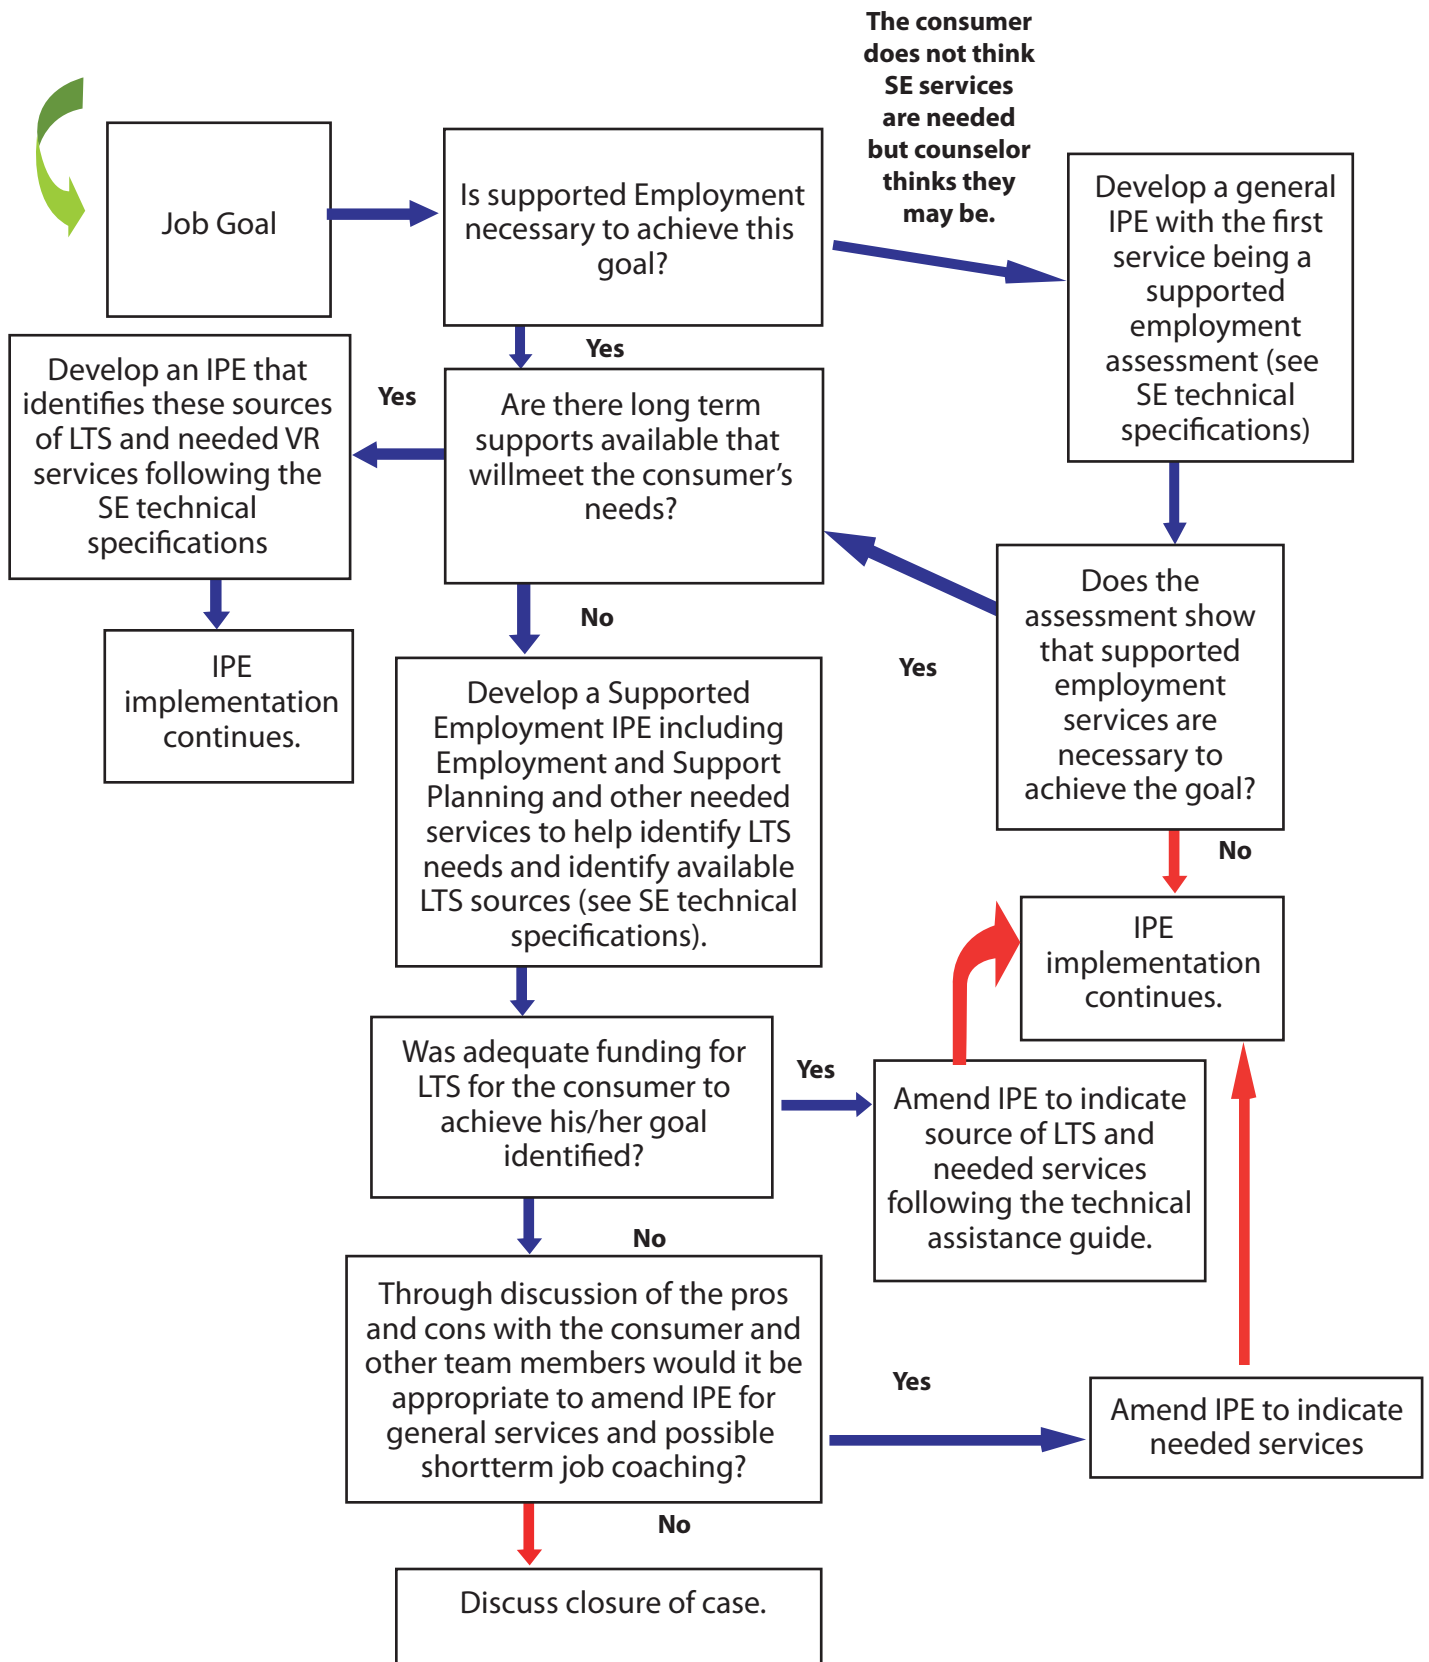 The consumer
does not think
SE services
are needed
but counselor
thinks they
may be.
Job Goal
Is supported Employment
necessary to achieve this
goal?
Develop a general
IPE with the first
service being a
supported
employment
assessment (see
SE technical
specifications)
Yes
Develop an IPE that
identifies these sources
of LTS and needed VR
services following the
SE technical
specifications
Yes
Are there long term
supports available that
willmeet the consumer’s
needs?
Does the
assessment show
that supported
employment
services are
necessary to
achieve the goal?
No
Yes
IPE
implementation
continues.
Develop a Supported
Employment IPE including
Employment and Support
Planning and other needed
services to help identify LTS
needs and identify available
LTS sources (see SE technical
specifications).
No
IPE
implementation
continues.
Was adequate funding for
LTS for the consumer to
achieve his/her goal
identified?
Yes
Amend IPE to indicate
source of LTS and
needed services
following the technical
assistance guide.
No
Through discussion of the pros
and cons with the consumer and
other team members would it be
appropriate to amend IPE for
general services and possible
shortterm job coaching?
Yes
Amend IPE to indicate
needed services
No
Discuss closure of case.